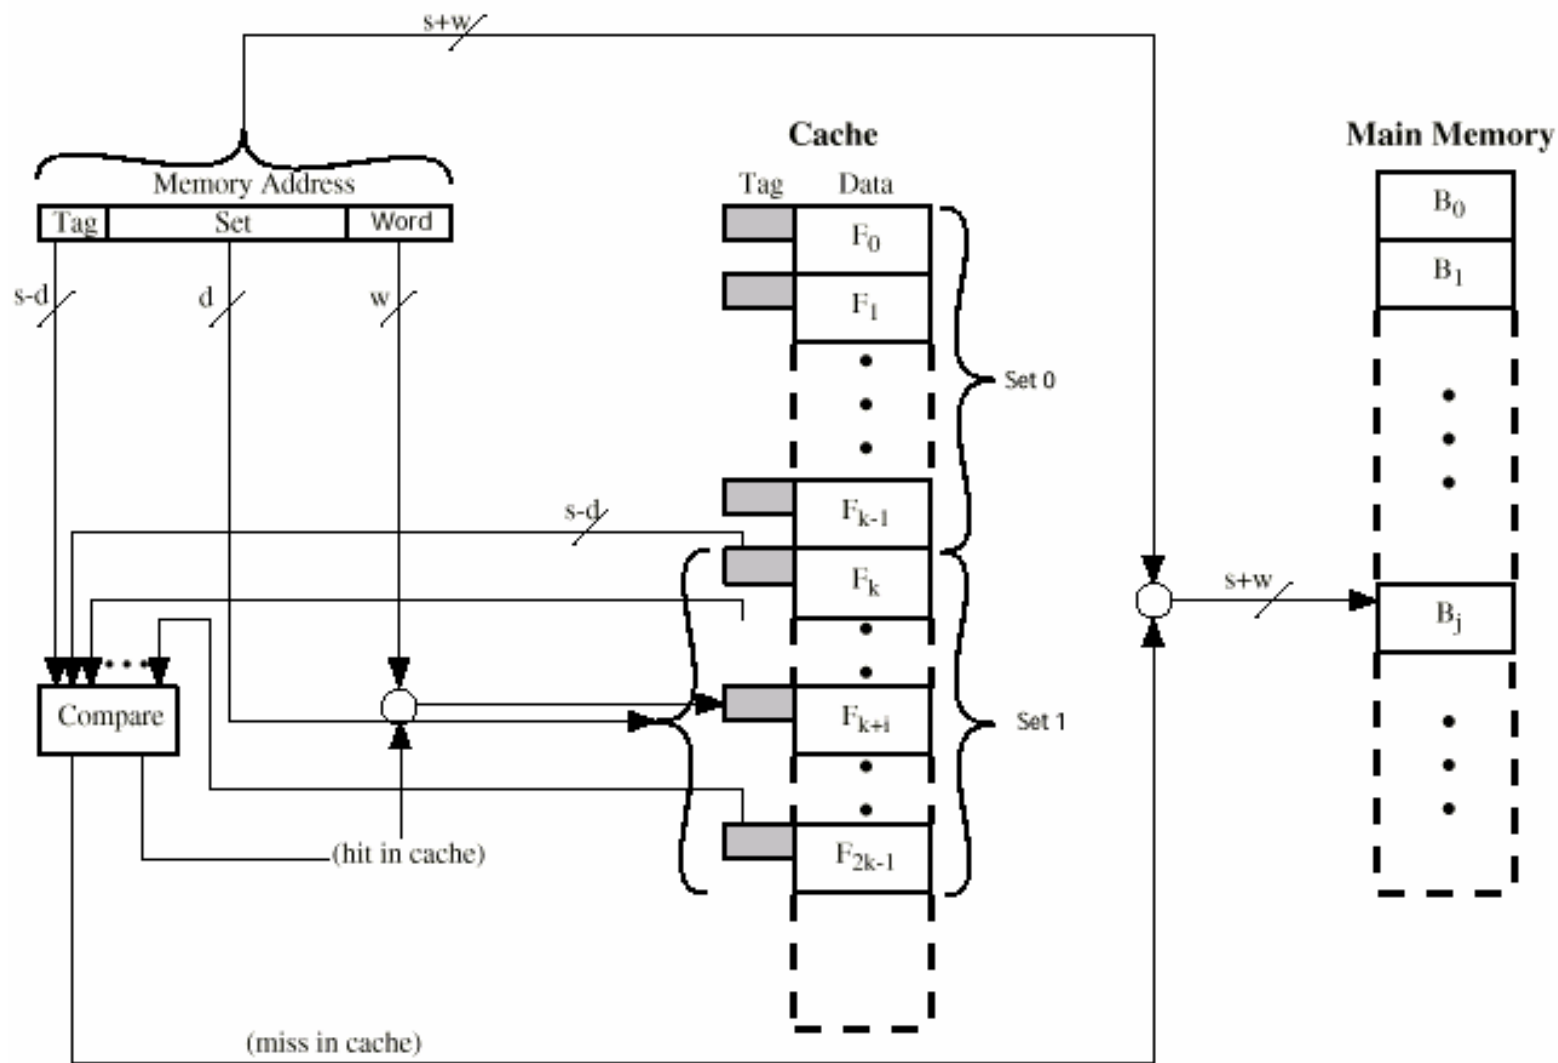 s+w
Cache
Main Memory
Memory Address
Tag Set Word
Tag Data
s-d d w
F0
F1
Set 0
Fk-1
s-d
Fk
Fk+i
Set 1
F2k-1
B0
B1
s+w
Bj
Compare
(hit in cache)
(miss in cache)